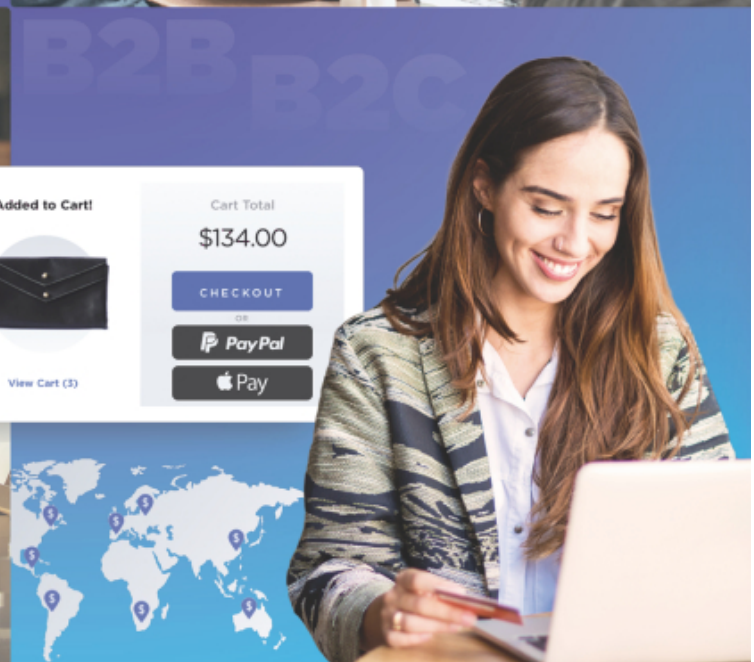 B2B
B2C
Added to Cart!
Cart Total
$134.00
CHECKOUT
OR
PayPal
Pay
View Cart (3)
$
$
$
$
$
$
$
$